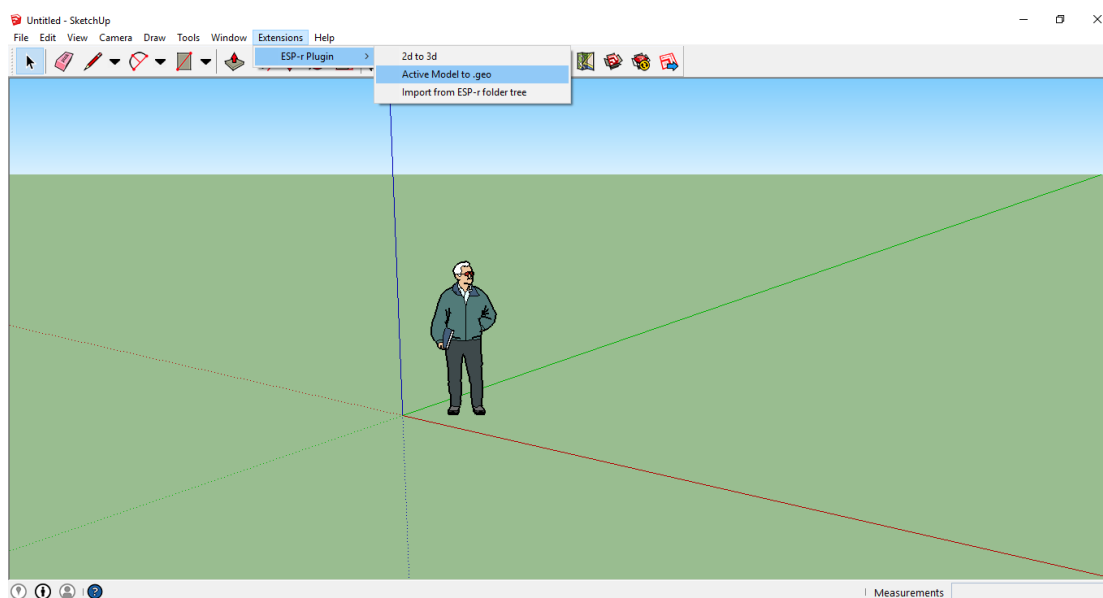 Untitled - SketchUp
File Edit View Camera Draw Tools Window Extensions Help
ESP-r Plugin
2d to 3d
Active Model to .geo
Import from ESP-r folder tree
Measurements